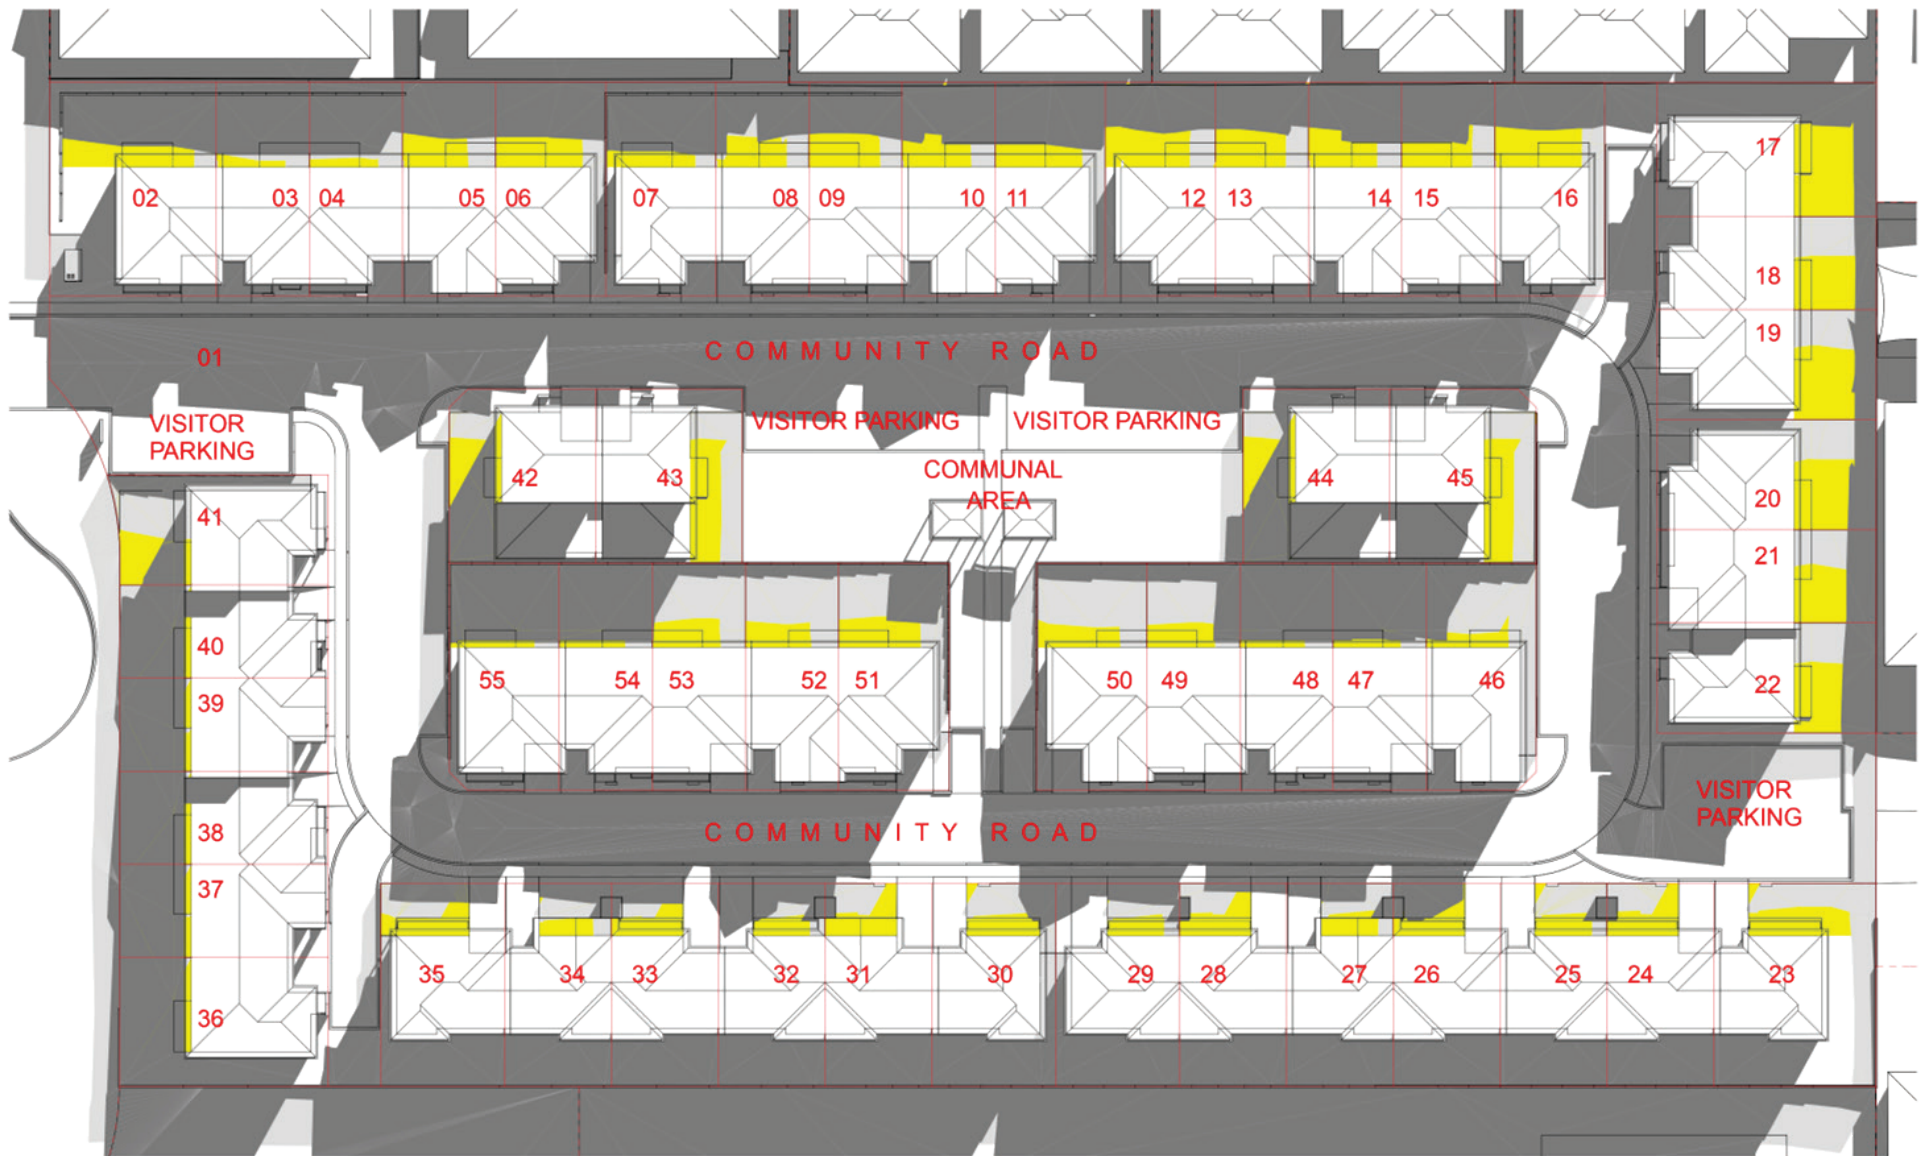 17
02 03 04 05 06 07 08 09 10 11 12 13 14 15 16
18
19
COMMUNITY ROAD
01
VISITOR
PARKING
VISITOR PARKING VISITOR PARKING
COMMUNAL
AREA
42 43 44 45
20
41
21
40
39
55 54 53 52 51 50 49 48 47 46
22
VISITOR
PARKING
COMMUNITY ROAD
38
37
35 34 33 32 31 30 29 28 27 26 25 24 23
36